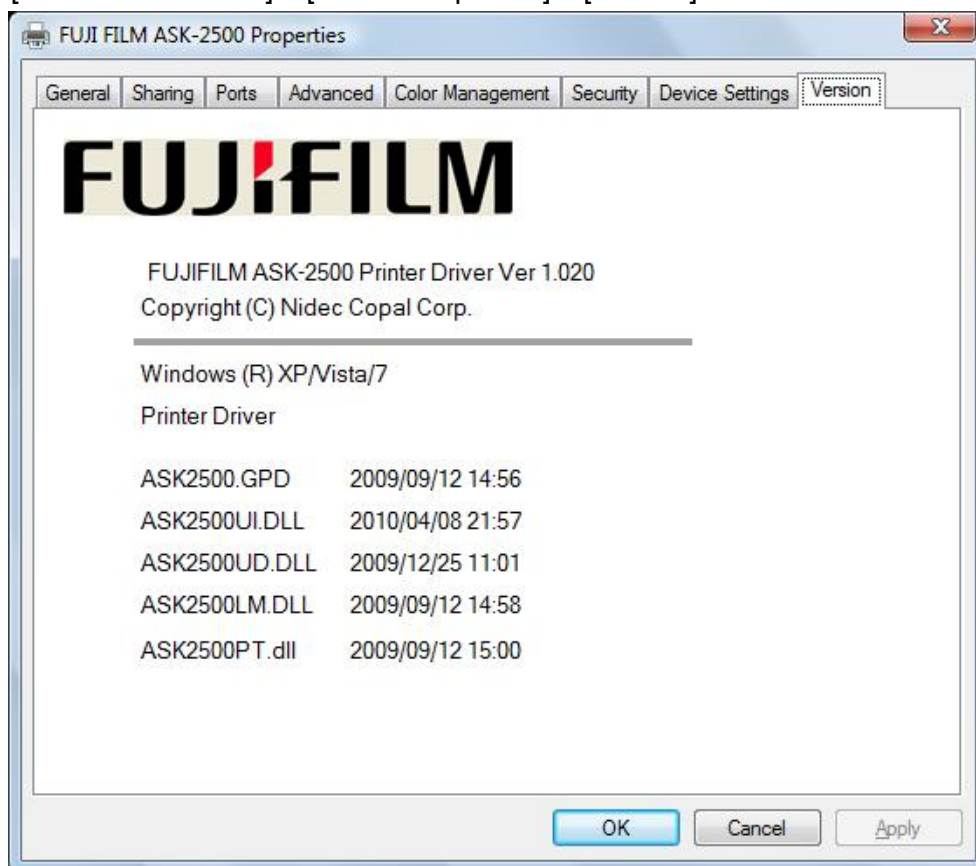 FUJI FILM ASK-2500 Properties
General Sharing Ports Advanced Color Management Security Device Settings Version
FUJIFILM
FUJIFILM ASK-2500 Printer Driver Ver 1.020
Copyright (C) Nidec Copal Corp.
Windows (R) XP/Vista/7
Printer Driver
ASK2500.GPD 2009/09/12 14:56
ASK2500UI.DLL 2010/04/08 21:57
ASK2500UD.DLL 2009/12/25 11:01
ASK2500LM.DLL 2009/09/12 14:58
ASK2500PT.dll 2009/09/12 15:00
OK Cancel Apply